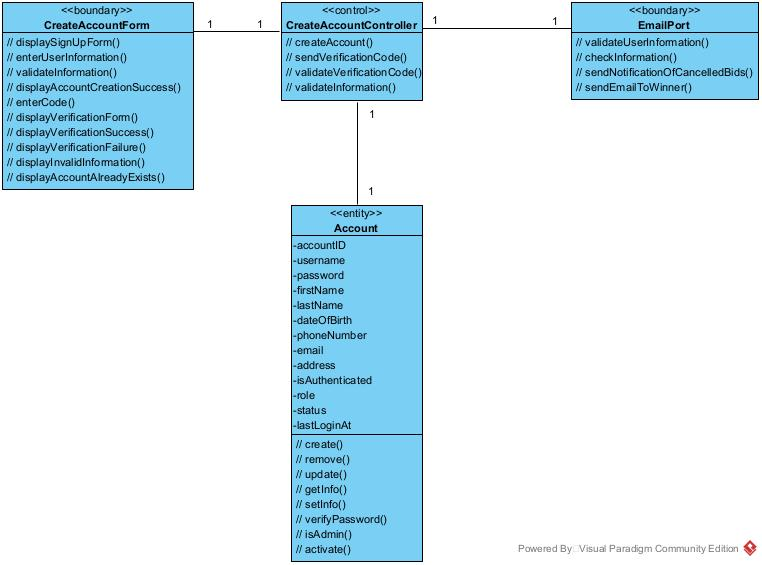 <<boundary>>
CreateAccountForm
// displaySignUpForm()
// enterUserInformation()
// validateInformation()
// displayAccountCreationSuccess()
// enterCode()
// displayVerificationForm()
// displayVerificationSuccess()
// displayVerificationFailure()
// displayInvalidInformation()
// displayAccountAlreadyExists()
1
1
<<control>>
CreateAccountController
// createAccount()
// sendVerificationCode()
// validateVerificationCode()
// validateInformation()
1
1
<<boundary>>
EmailPort
// validateUserInformation()
// checkInformation()
// sendNotificationOfCancelledBids()
// sendEmailToWinner()
1
1
<<entity>>
Account
-accountID
-username
-password
-firstName
-lastName
-dateOfBirth
-phoneNumber
-email
-address
-isAuthenticated
-role
-status
-lastLoginAt
// create()
// remove()
// update()
// getInfo()
// setInfo()
// verifyPassword()
// isAdmin()
// activate()
Powered By Visual Paradigm Community Edition